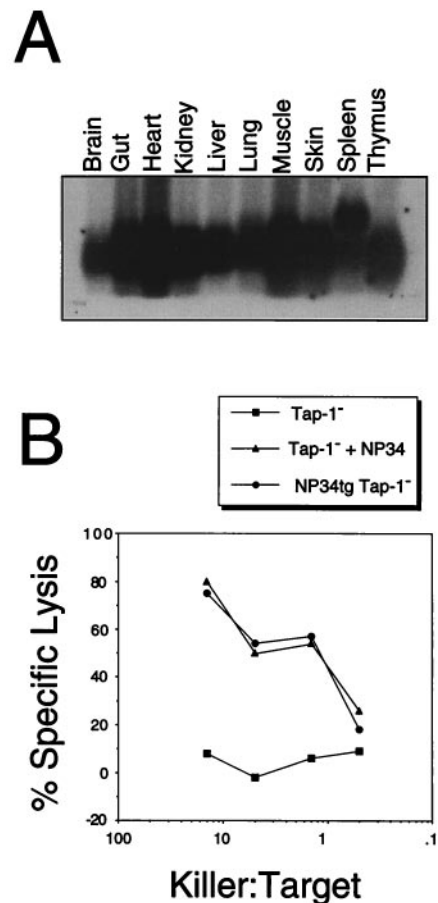 A
Brain
Gut
Heart
Kidney
Liver
Lung
Muscle
Skin
Spleen
Thymus
B
Tap-1⁻
Tap-1⁻ + NP34
NP34tg Tap-1⁻
% Specific Lysis
100
80
60
40
20
0
-20
100
10
1
.1
Killer:Target